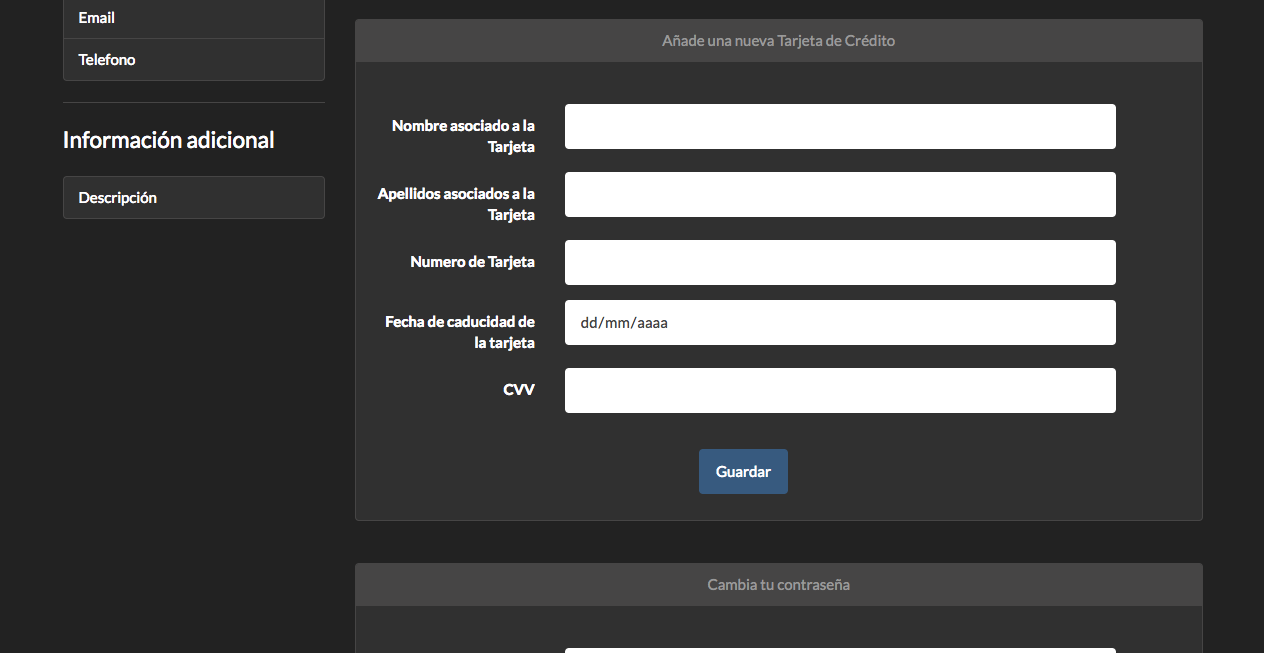 Email
Telefono
Información adicional
Descripción
Añade una nueva Tarjeta de Crédito
Nombre asociado a la
Tarjeta
Apellidos asociados a la
Tarjeta
Numero de Tarjeta
Fecha de caducidad de
la tarjeta
dd/mm/aaaa
CVV
Guardar
Cambia tu contraseña